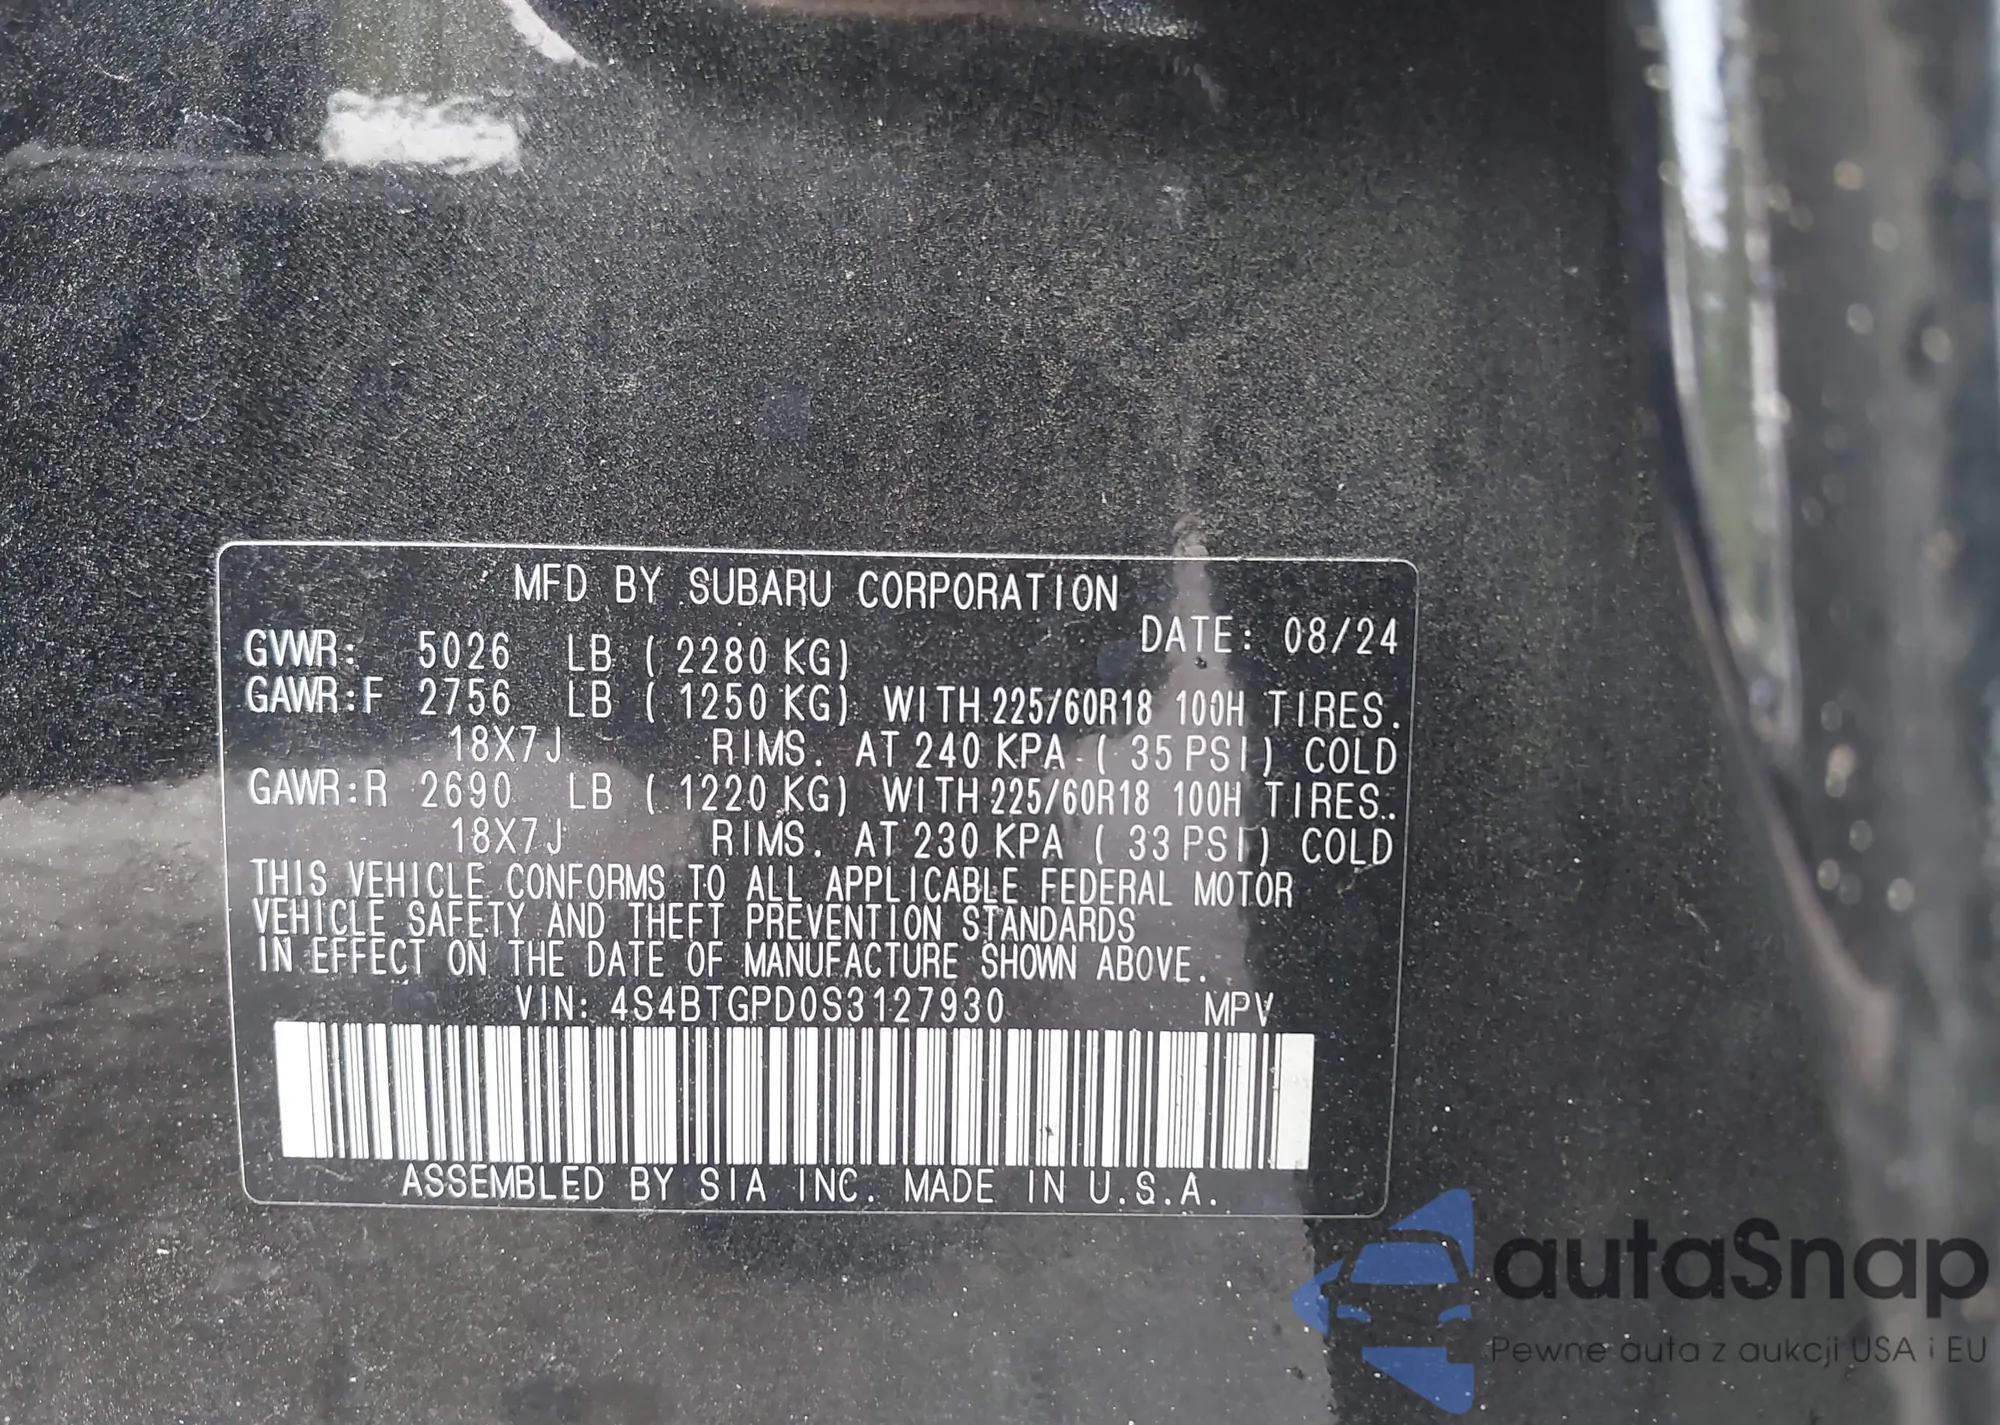 MFD BY SUBARU CORPORATION
DATE: 08/24
GVWR: 5026 LB ( 2280 KG)
GAWR:F 2756 LB ( 1250 KG) WITH 225/60R18 100H TIRES.
18X7J RIMS. AT 240 KPA ( 35 PSI) COLD
GAWR:R 2690 LB ( 1220 KG) WITH 225/60R18 100H TIRES.
18X7J RIMS. AT 230 KPA ( 33 PSI) COLD
THIS VEHICLE CONFORMS TO ALL APPLICABLE FEDERAL MOTOR
VEHICLE SAFETY AND THEFT PREVENTION STANDARDS
IN EFFECT ON THE DATE OF MANUFACTURE SHOWN ABOVE.
VIN: 4S4BTGPD0S3127930 MPV
ASSEMBLED BY SIA INC. MADE IN U.S.A.
autaSnap
Pewne auta z aukcji USA i EU